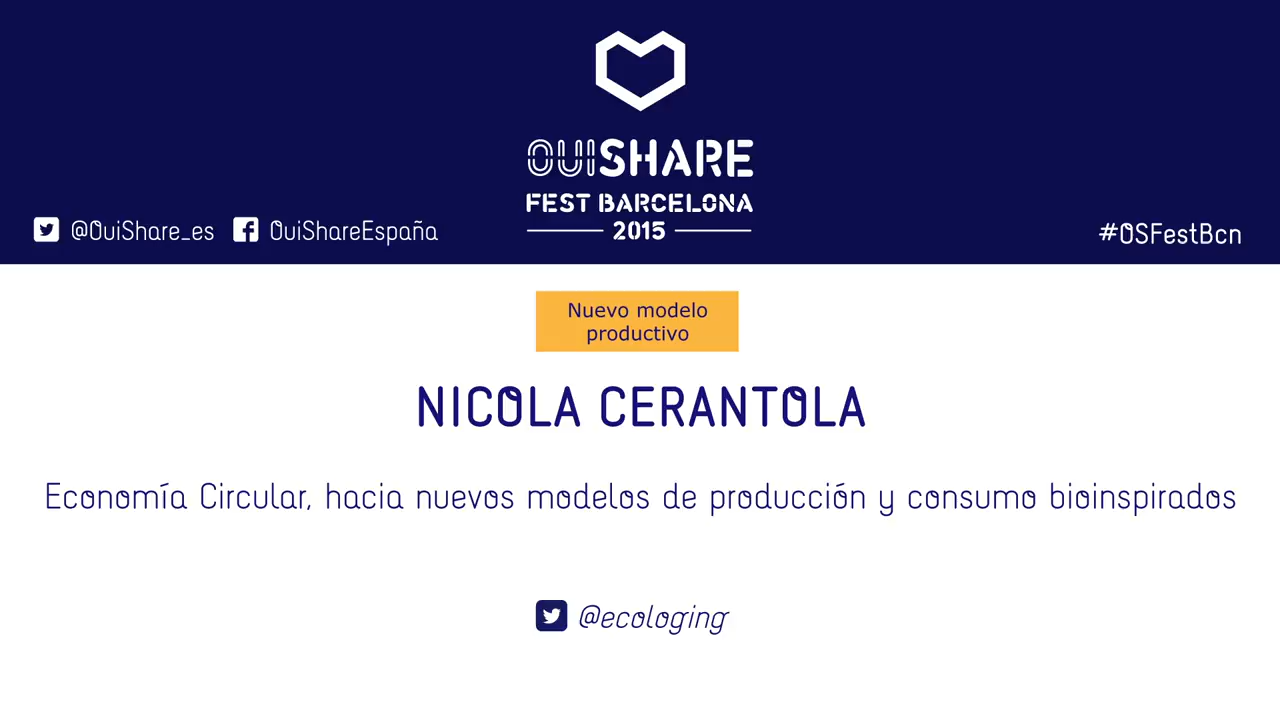 OUISHARE
FEST BARCELONA
2015
@OuiShare_es OuiShareEspaña
#OSFestBcn
Nuevo modelo
productivo
NICOLA CERANTOLA
Economía Circular, hacia nuevos modelos de producción y consumo bioinspirados
@ecologing